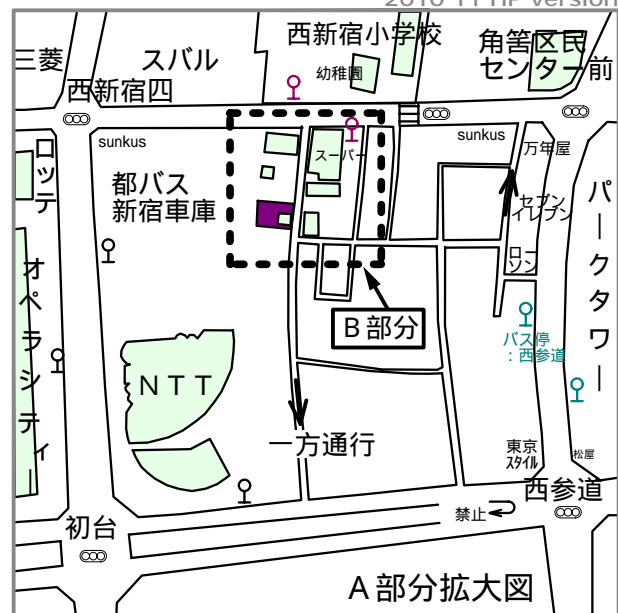 西新宿小学校
角筈区民
センター前
三菱
スバル
幼稚園
西新宿四
sunkus
スーパー
sunkus
万年屋
ロッテ
都バス
新宿車庫
セブン
イレブン
パークタワー
ローソン
オペラシティ
B部分
バス停
：西参道
NTT
一方通行
東京
スタイル
松屋
西参道
禁止
初台
A部分拡大図